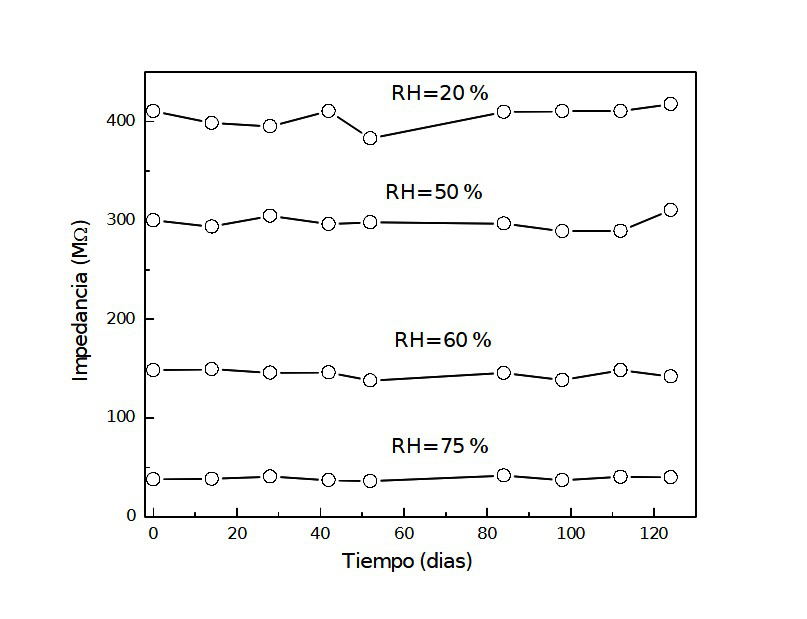 RH=20 %
400
RH=50 %
300
Impedancia (MΩ)
200
RH=60 %
100
RH=75 %
0
0 20 40 60 80 100 120
Tiempo (dias)